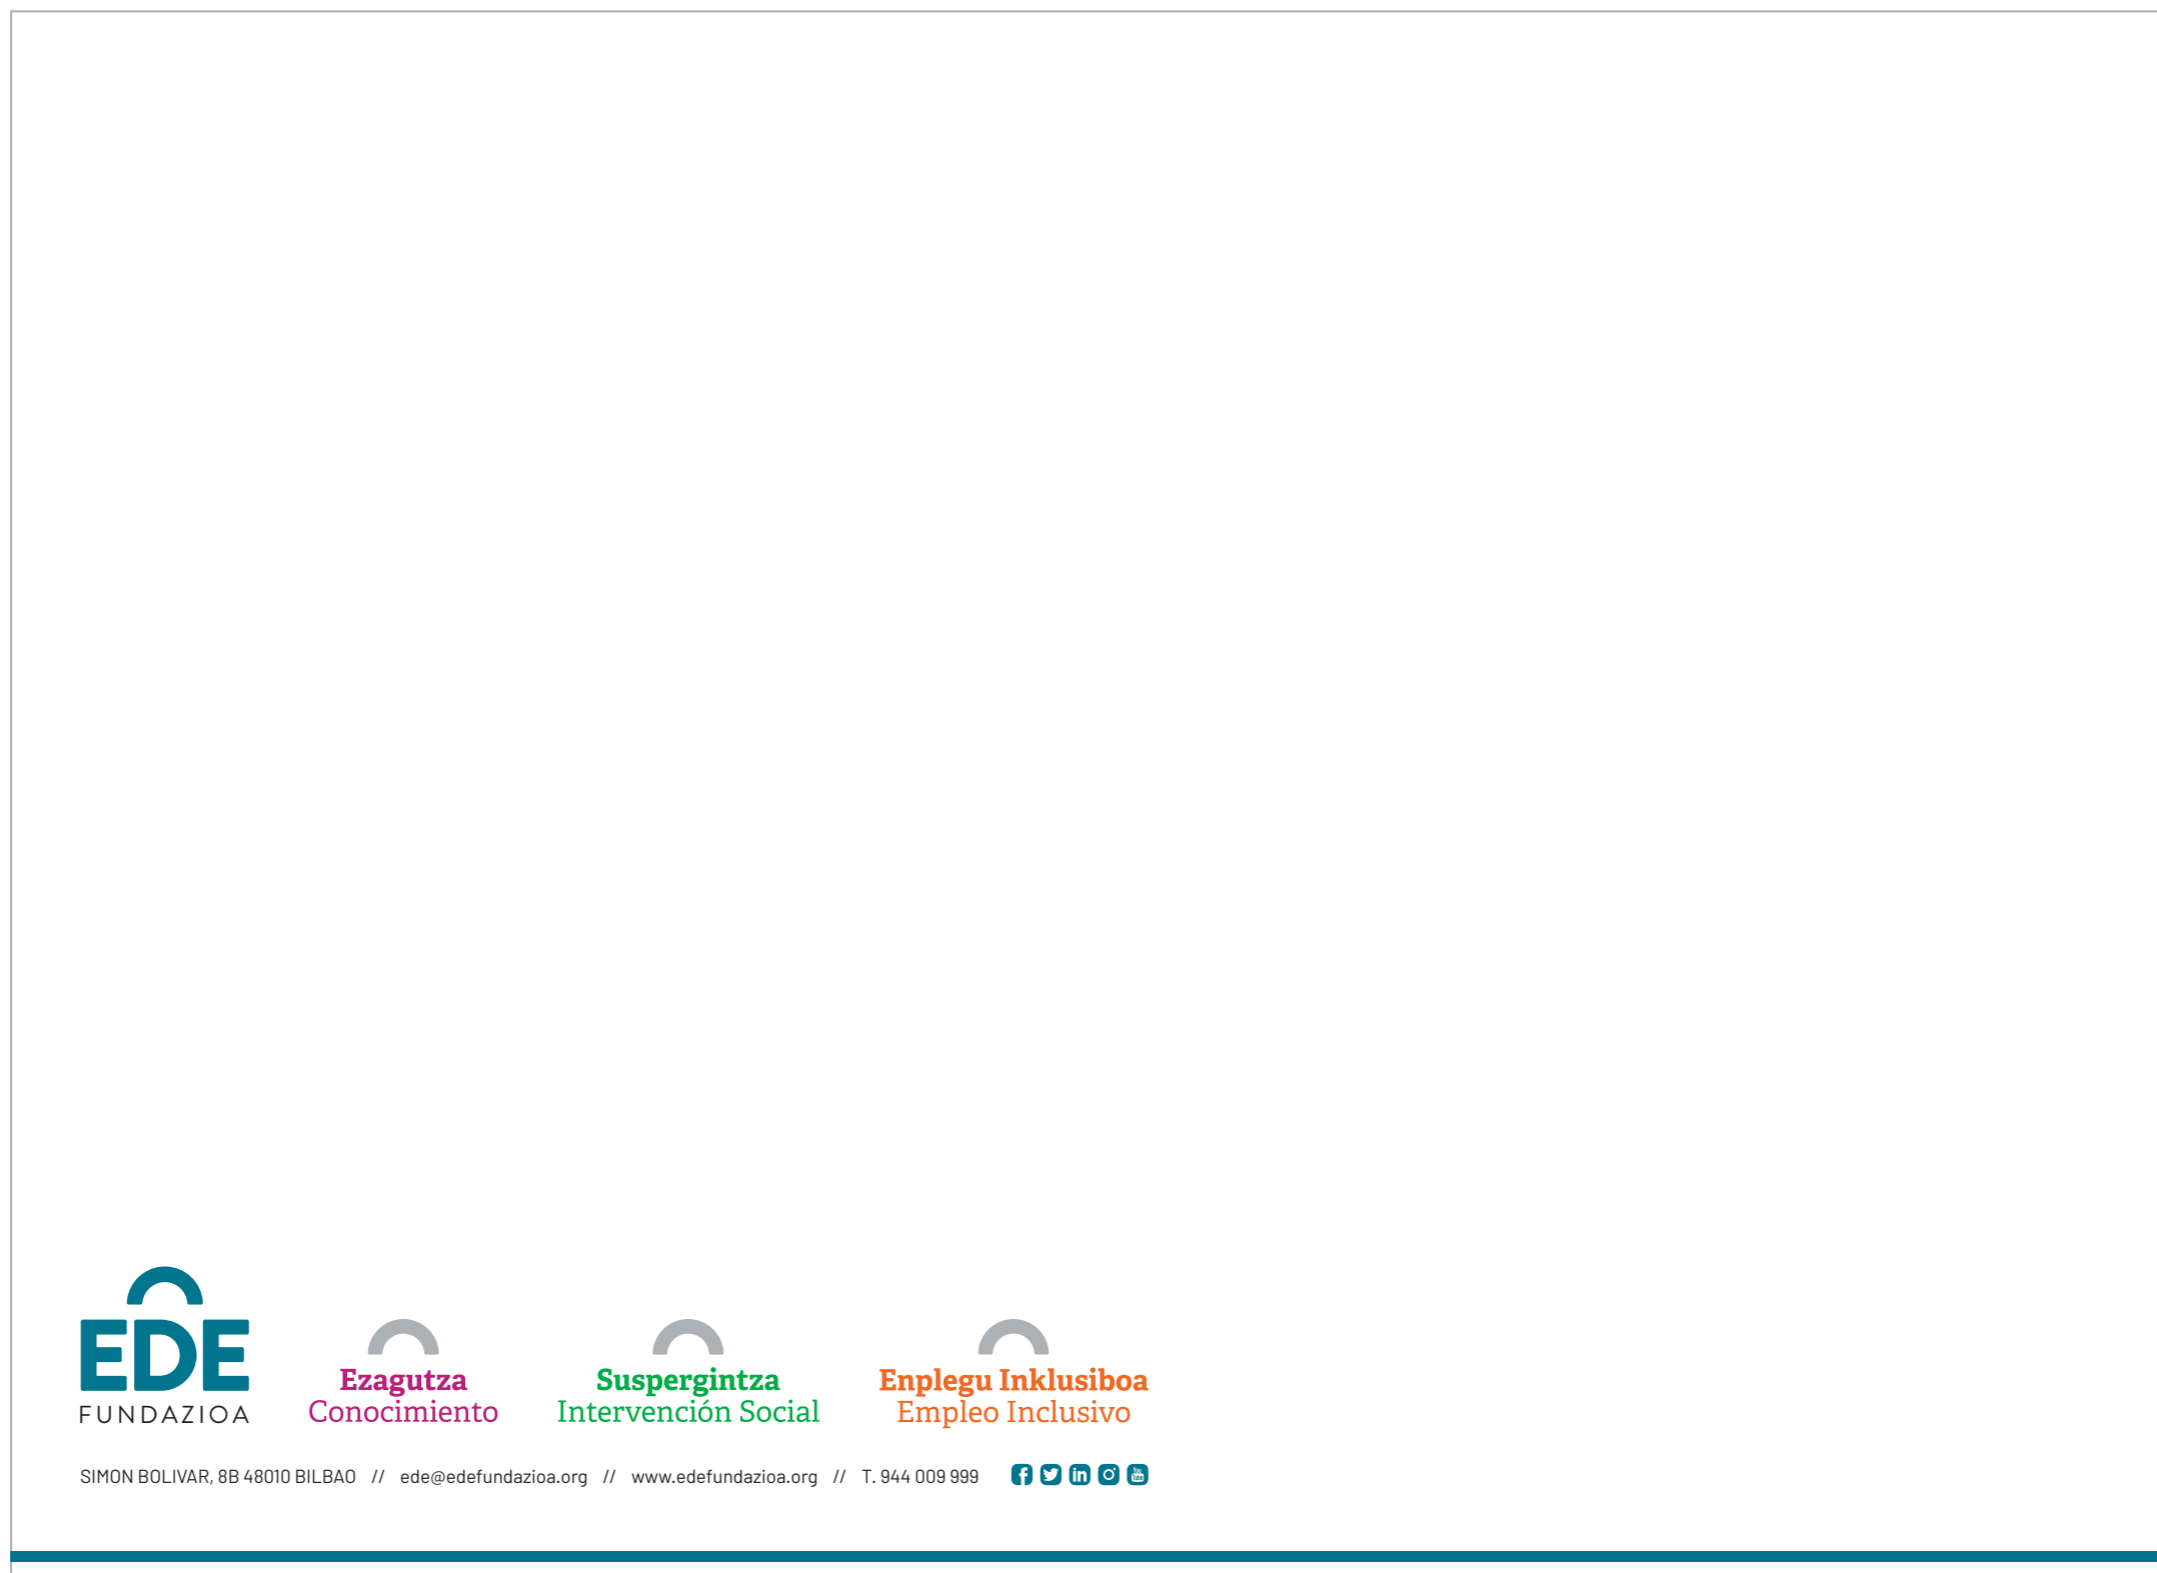 EDE
FUNDAZIOA
Ezagutza
Conocimiento
Suspergintza
Intervención Social
Enplegu Inklusiboa
Empleo Inclusivo
SIMON BOLIVAR, 8B 48010 BILBAO // ede@edefundazioa.org // www.edefundazioa.org // T. 944 009 999